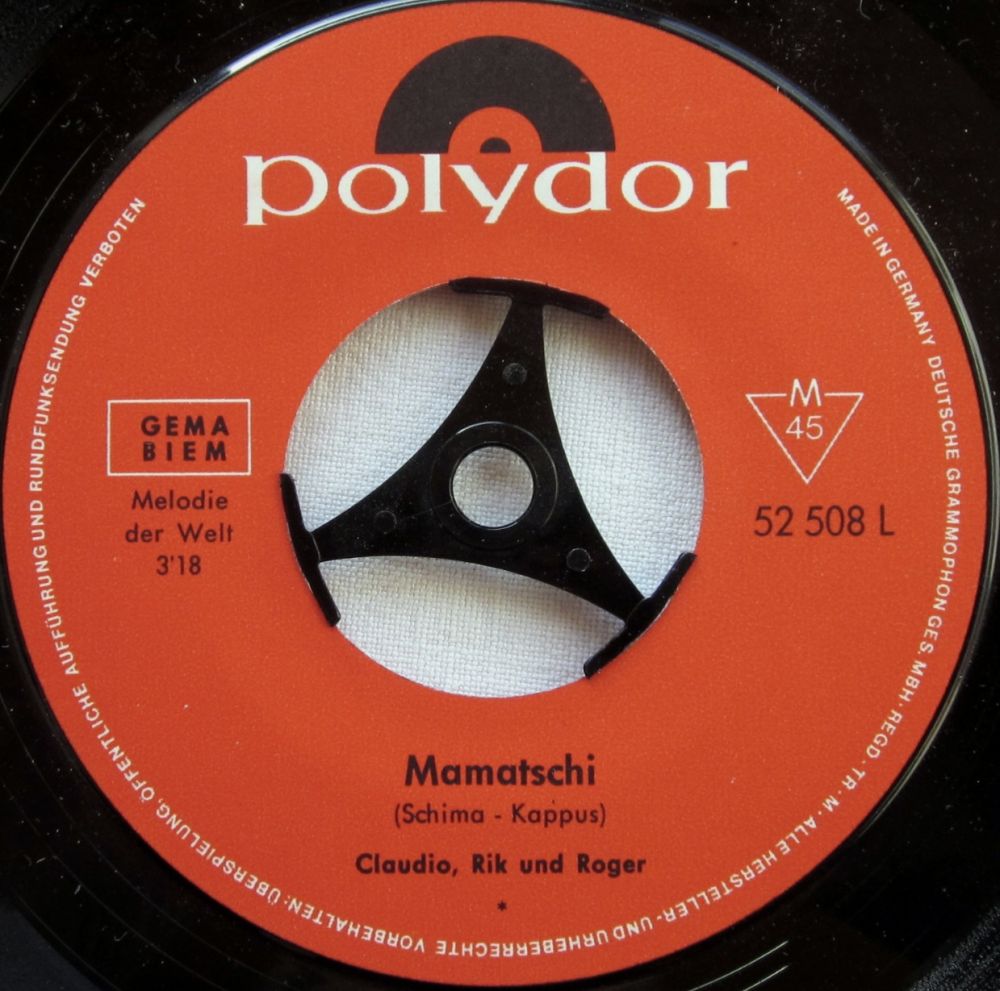 polydor
GEMA
BIEM
Melodie
der Welt
3'18
M
45
52 508 L
Mamatschi
(Schima - Kappus)
Claudio, Rik und Roger
*
MADE IN GERMANY DEUTSCHE GRAMMOPHON GES. MBH · REGD · TR · M · ALLE HERSTELLER- UND URHEBERRECHTE VORBEHALTEN; ÜBERSPIELUNG, ÖFFENTLICHE AUFFÜHRUNG UND RUNDFUNKSENDUNG VERBOTEN